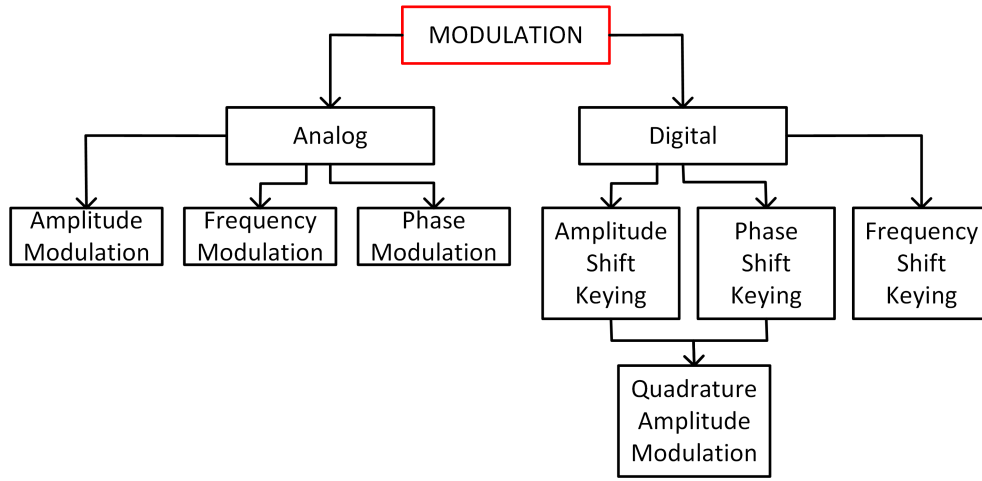 MODULATION
Analog
Digital
Amplitude
Modulation
Frequency
Modulation
Phase
Modulation
Amplitude
Shift
Keying
Phase
Shift
Keying
Frequency
Shift
Keying
Quadrature
Amplitude
Modulation